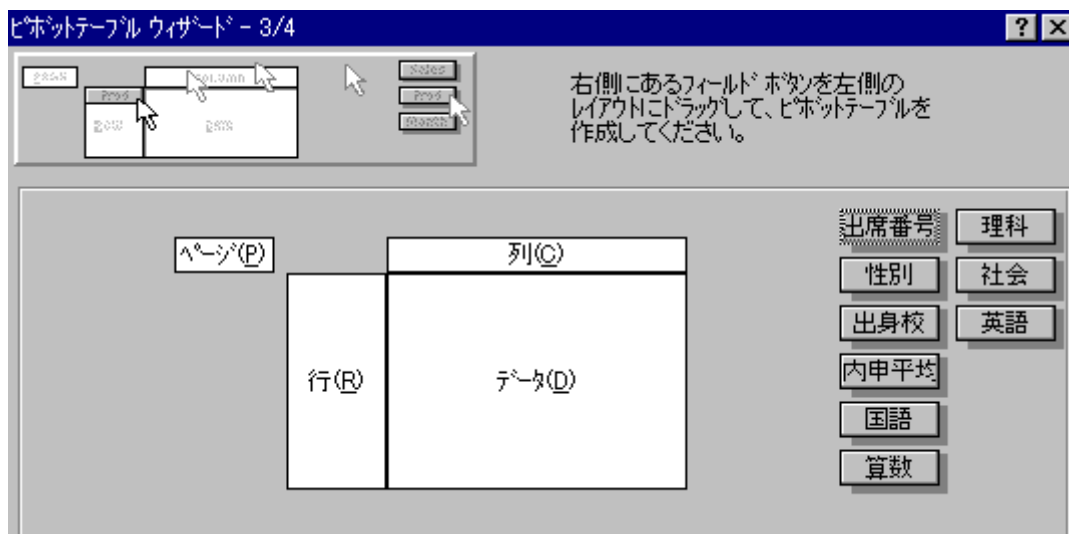 ﾋﾟﾎﾞｯﾄﾃｰﾌﾞﾙ ｳｨｻﾞｰﾄﾞ - 3/4
Sales
Prod
Prod
右側にあるﾌｨｰﾙﾄﾞ ﾎﾞﾀﾝを左側の
ﾚｲｱｳﾄにﾄﾞﾗｯｸﾞして、ﾋﾟﾎﾞｯﾄﾃｰﾌﾞﾙを
作成してください。
ﾍﾟｰｼﾞ(P)
列(C)
行(R)
ﾃﾞｰﾀ(D)
出席番号
理科
性別
社会
出身校
英語
内申平均
国語
算数